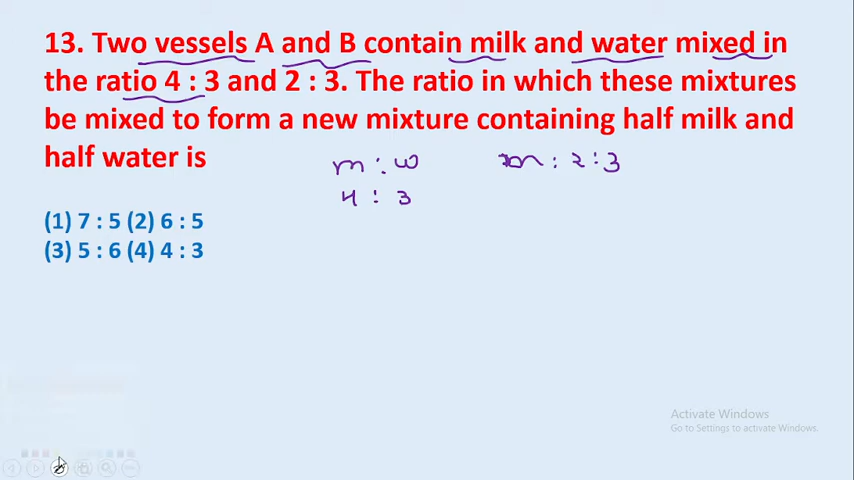 13. Two vessels A and B contain milk and water mixed in
the ratio 4 : 3 and 2 : 3. The ratio in which these mixtures
be mixed to form a new mixture containing half milk and
half water is
m : w
m : 2 : 3
4 : 3
(1) 7 : 5 (2) 6 : 5
(3) 5 : 6 (4) 4 : 3
Activate Windows
Go to Settings to activate Windows.